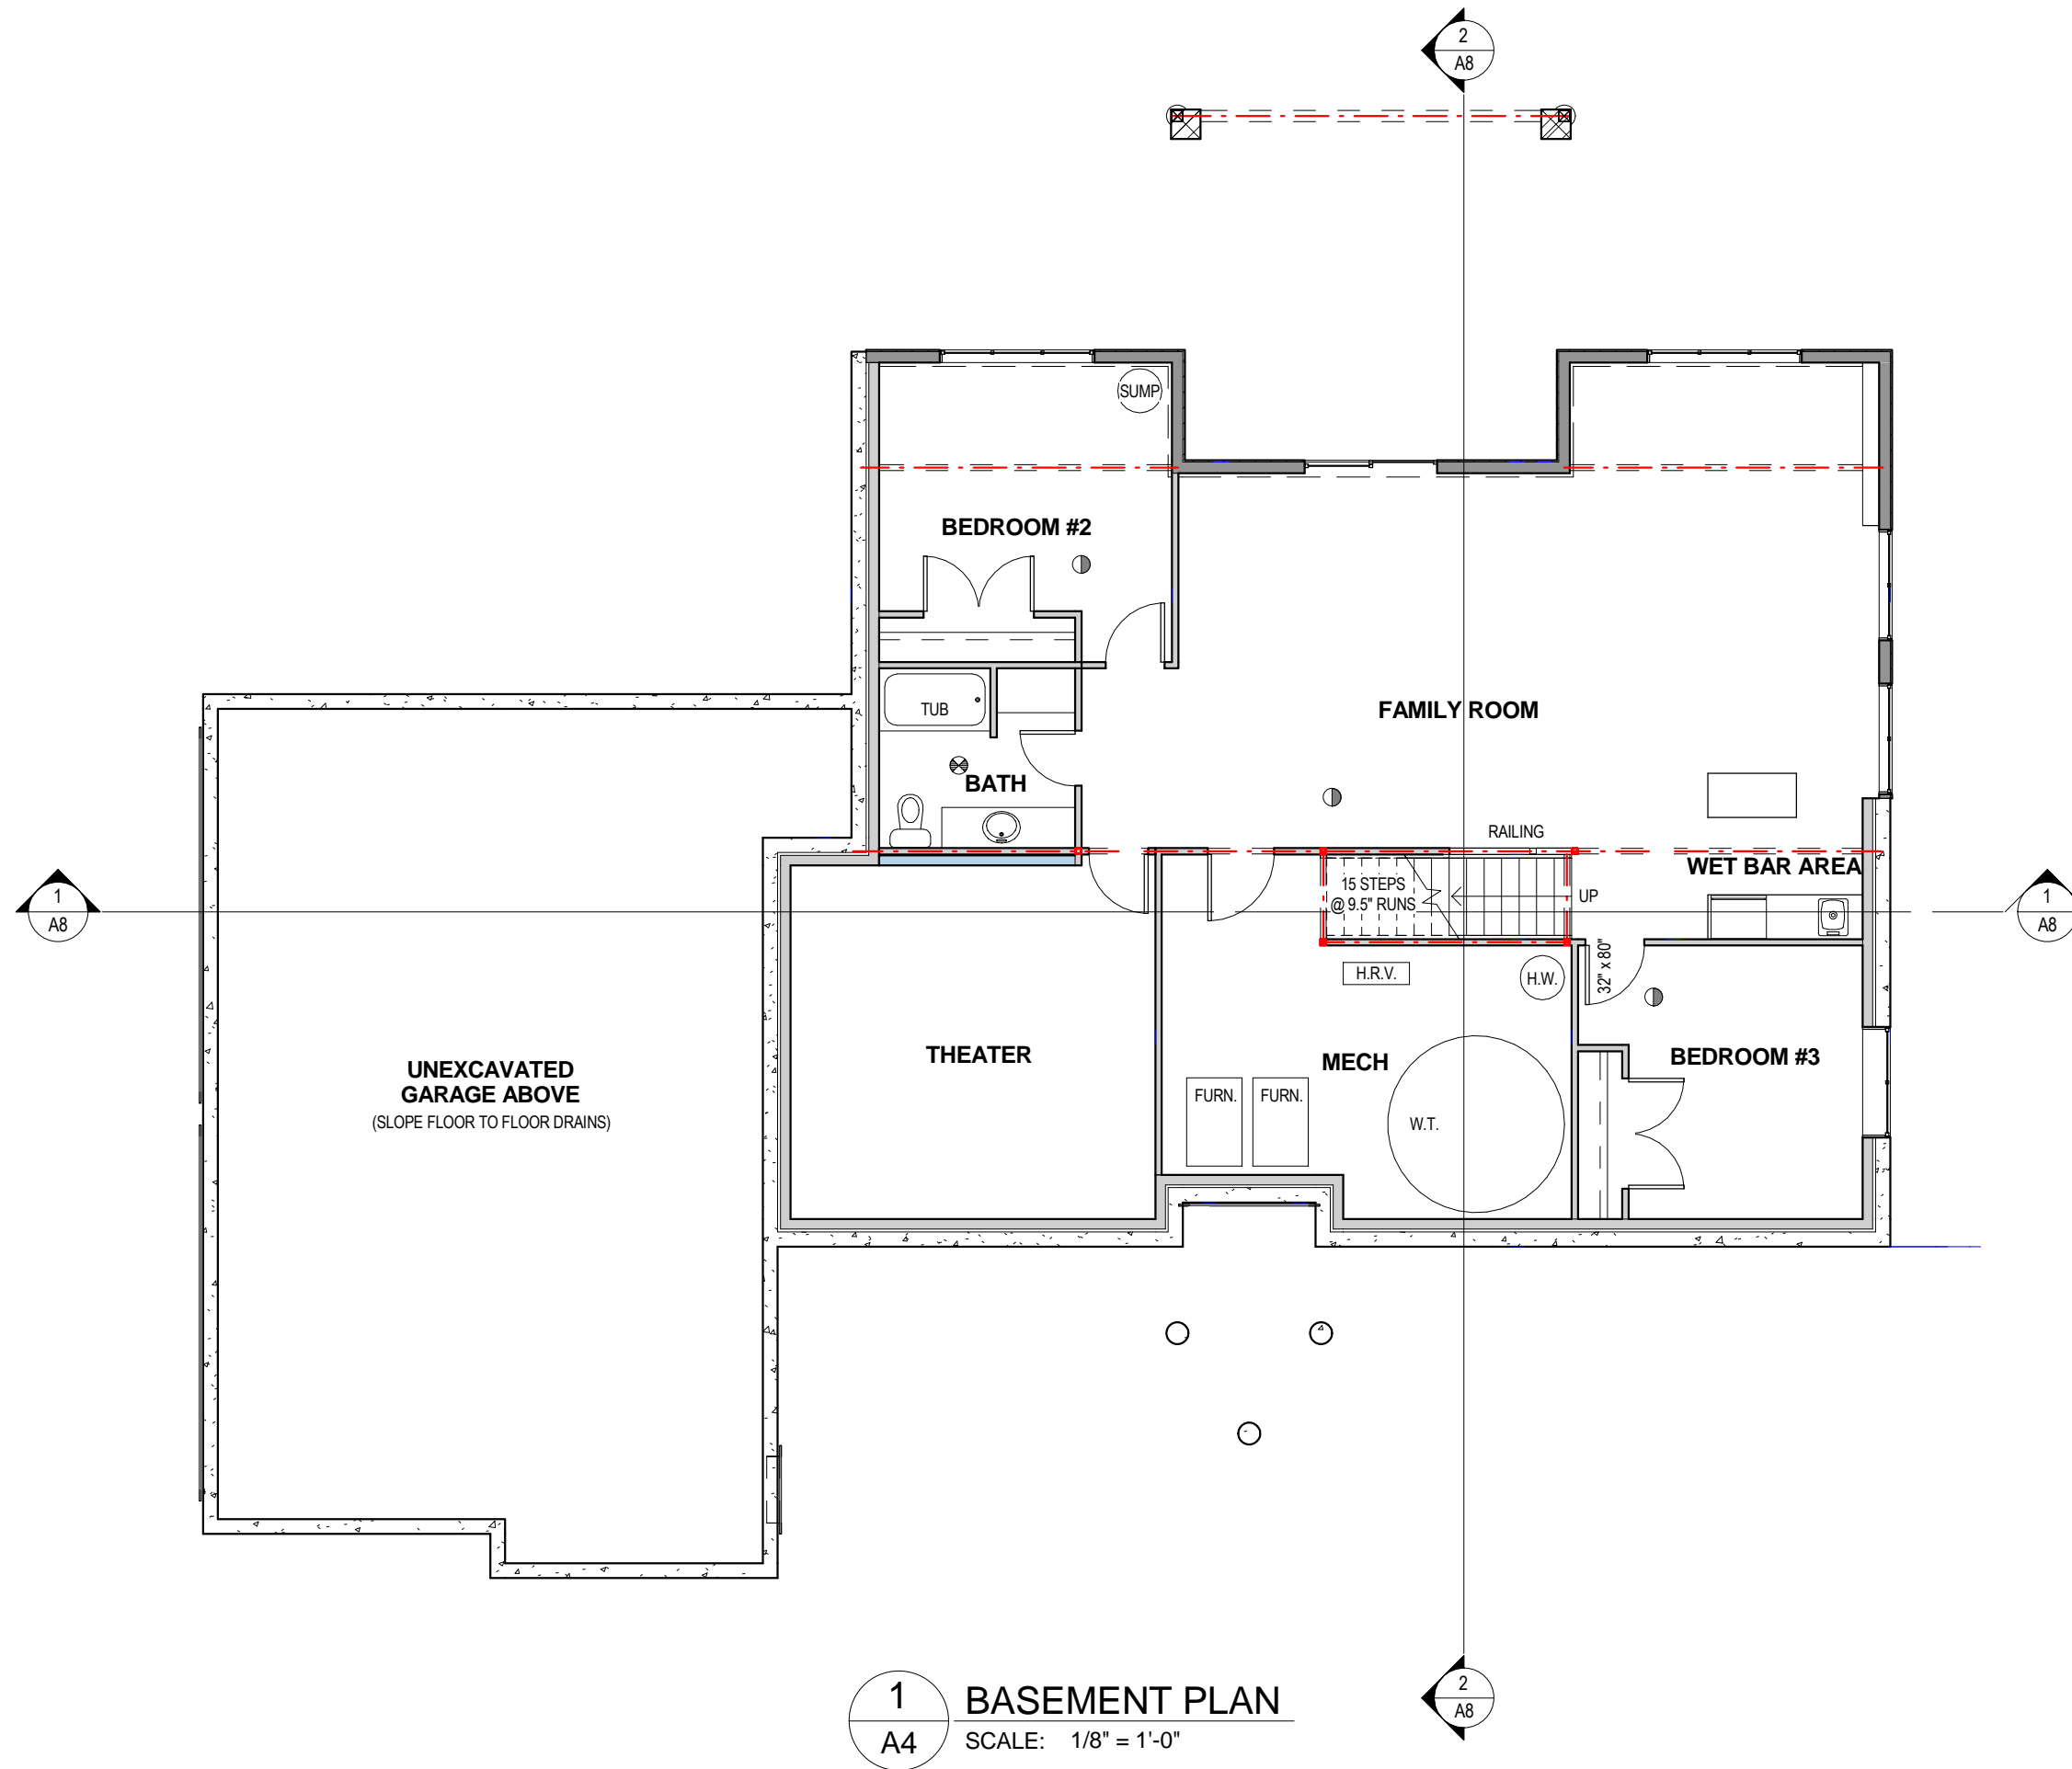 2
A8
SUMP
BEDROOM #2
TUB
FAMILY ROOM
BATH
RAILING
WET BAR AREA
15 STEPS
@ 9.5" RUNS
UP
1
A8
1
A8
32" x 80"
H.R.V.
H.W.
THEATER
MECH
BEDROOM #3
UNEXCAVATED
GARAGE ABOVE
(SLOPE FLOOR TO FLOOR DRAINS)
FURN.
FURN.
W.T.
1
A4
BASEMENT PLAN
SCALE: 1/8" = 1'-0"
2
A8